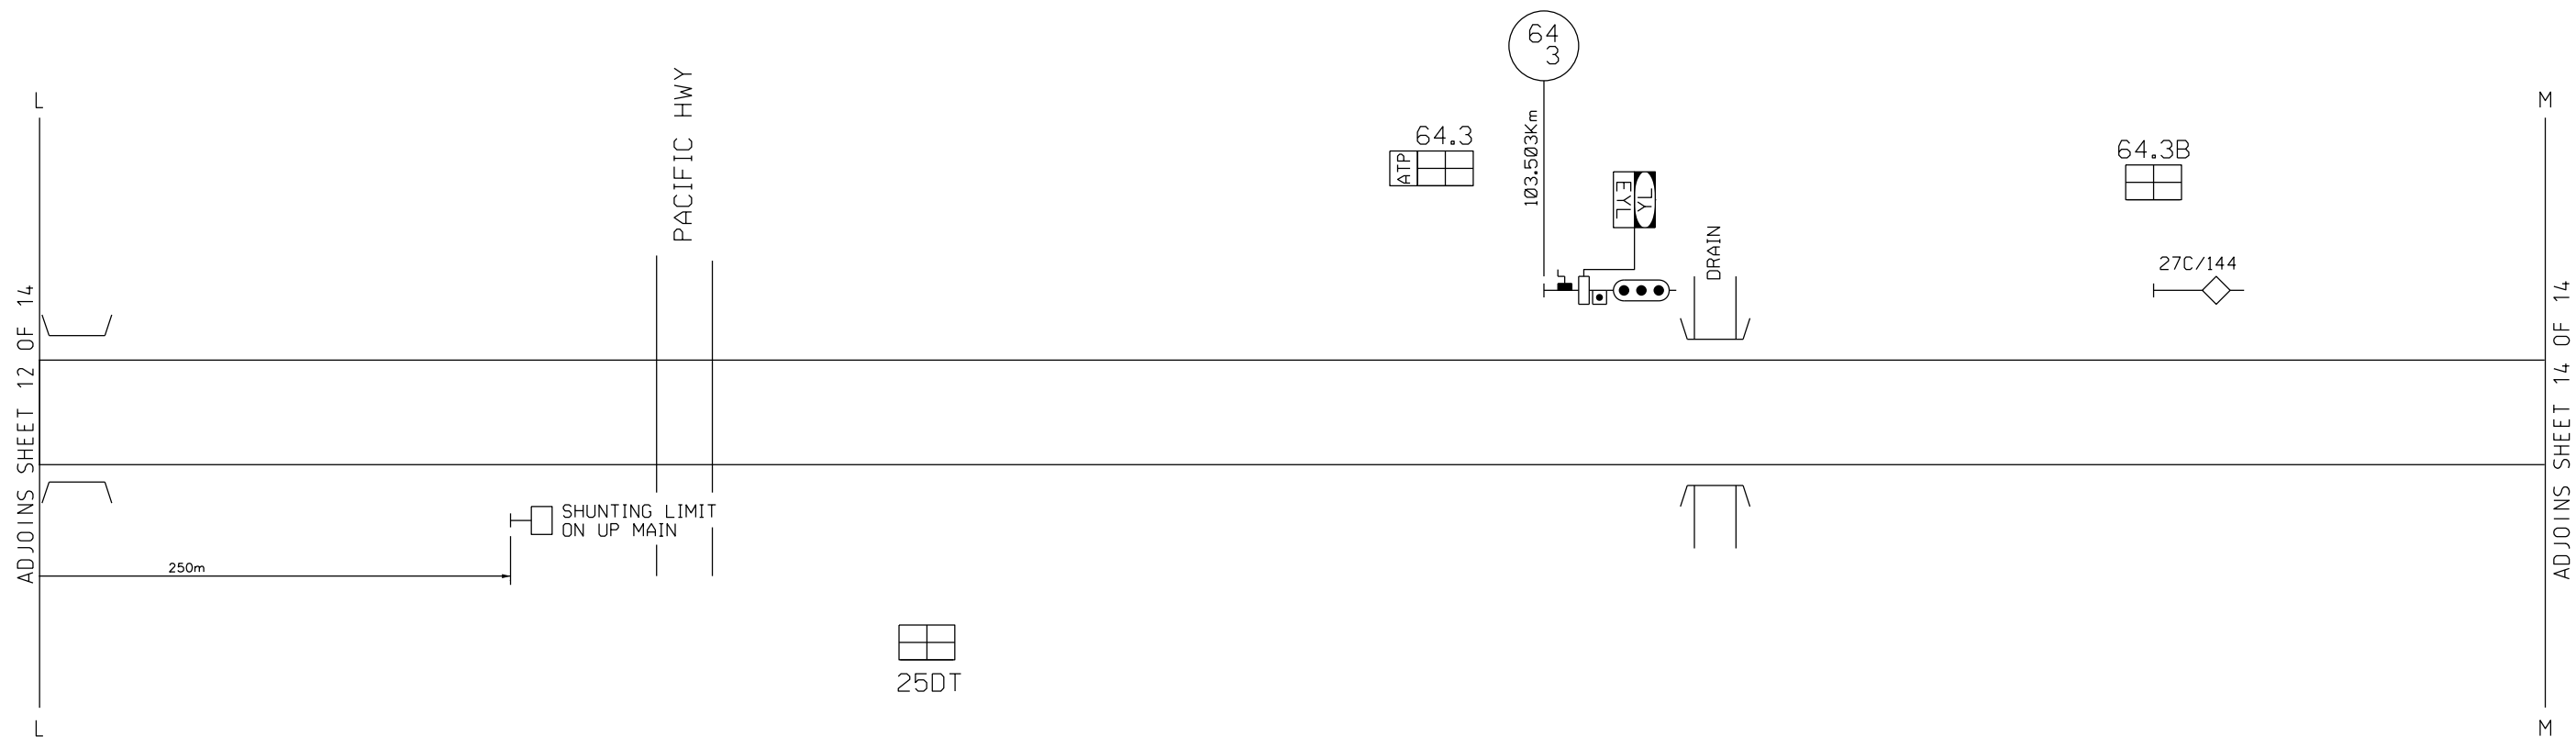 L
ADJOINS SHEET 12 OF 14
L
250m
SHUNTING LIMIT
ON UP MAIN
PACIFIC HWY
25DT
64.3
ATP
64
3
103.503Km
EYL
YL
DRAIN
64.3B
27C/144
M
ADJOINS SHEET 14 OF 14
M